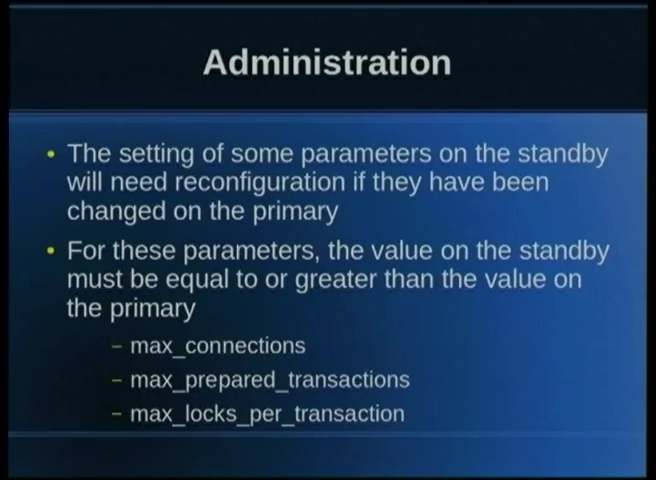 Administration
• The setting of some parameters on the standby
will need reconfiguration if they have been
changed on the primary
• For these parameters, the value on the standby
must be equal to or greater than the value on
the primary
– max_connections
– max_prepared_transactions
– max_locks_per_transaction